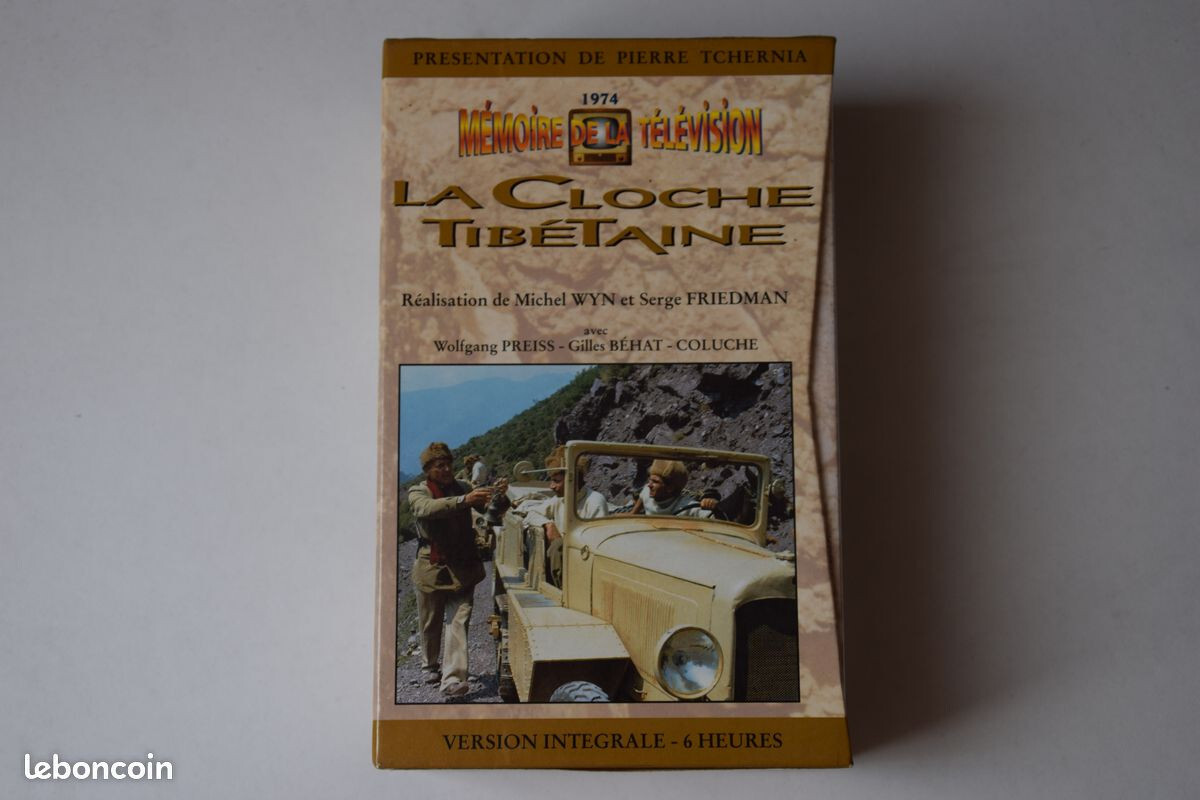 PRESENTATION DE PIERRE TCHERNIA
1974
MÉMOIRE DE LA TÉLÉVISION
LA CLOCHE
TIBÉTAINE
Réalisation de Michel WYN et Serge FRIEDMAN
avec
Wolfgang PREISS - Gilles BÉHAT - COLUCHE
VERSION INTEGRALE - 6 HEURES
leboncoin